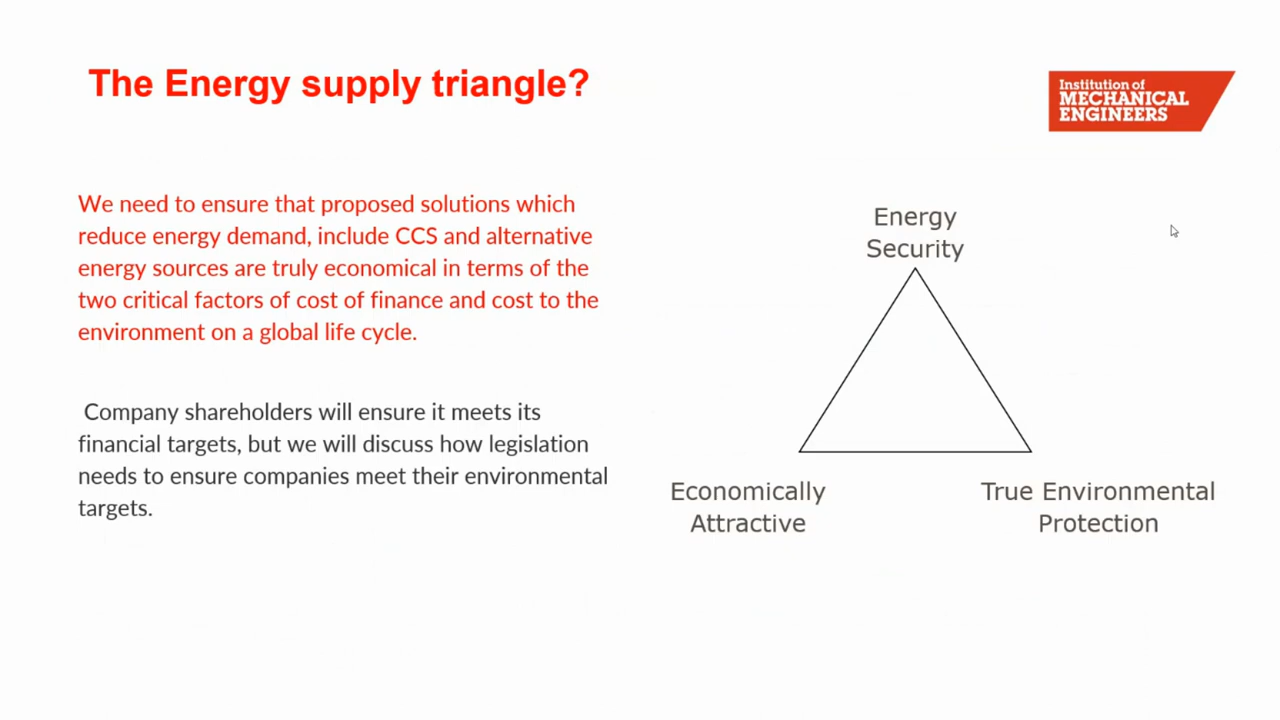 The Energy supply triangle?
Institution of
MECHANICAL
ENGINEERS
We need to ensure that proposed solutions which
reduce energy demand, include CCS and alternative
energy sources are truly economical in terms of the
two critical factors of cost of finance and cost to the
environment on a global life cycle.
Company shareholders will ensure it meets its
financial targets, but we will discuss how legislation
needs to ensure companies meet their environmental
targets.
Energy
Security
Economically
Attractive
True Environmental
Protection